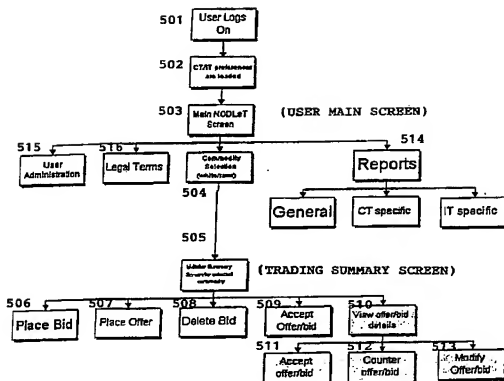 501
User Logs
On
502
CT/IT preferences
are loaded
503
Main NODLeT
Screen
(USER MAIN SCREEN)
515
User
Administration
516
Legal Terms
Commodity
Selection
504
514
Reports
General
CT specific
IT specific
505
Summary
(TRADING SUMMARY SCREEN)
506
Place Bid
507
Place Offer
508
Delete Bid
509
Accept
Offer/bid
510
View offer/bid
details
511
Accept
offer/bid
512
Counter
offer/bid
513
Modify
Offer/bid